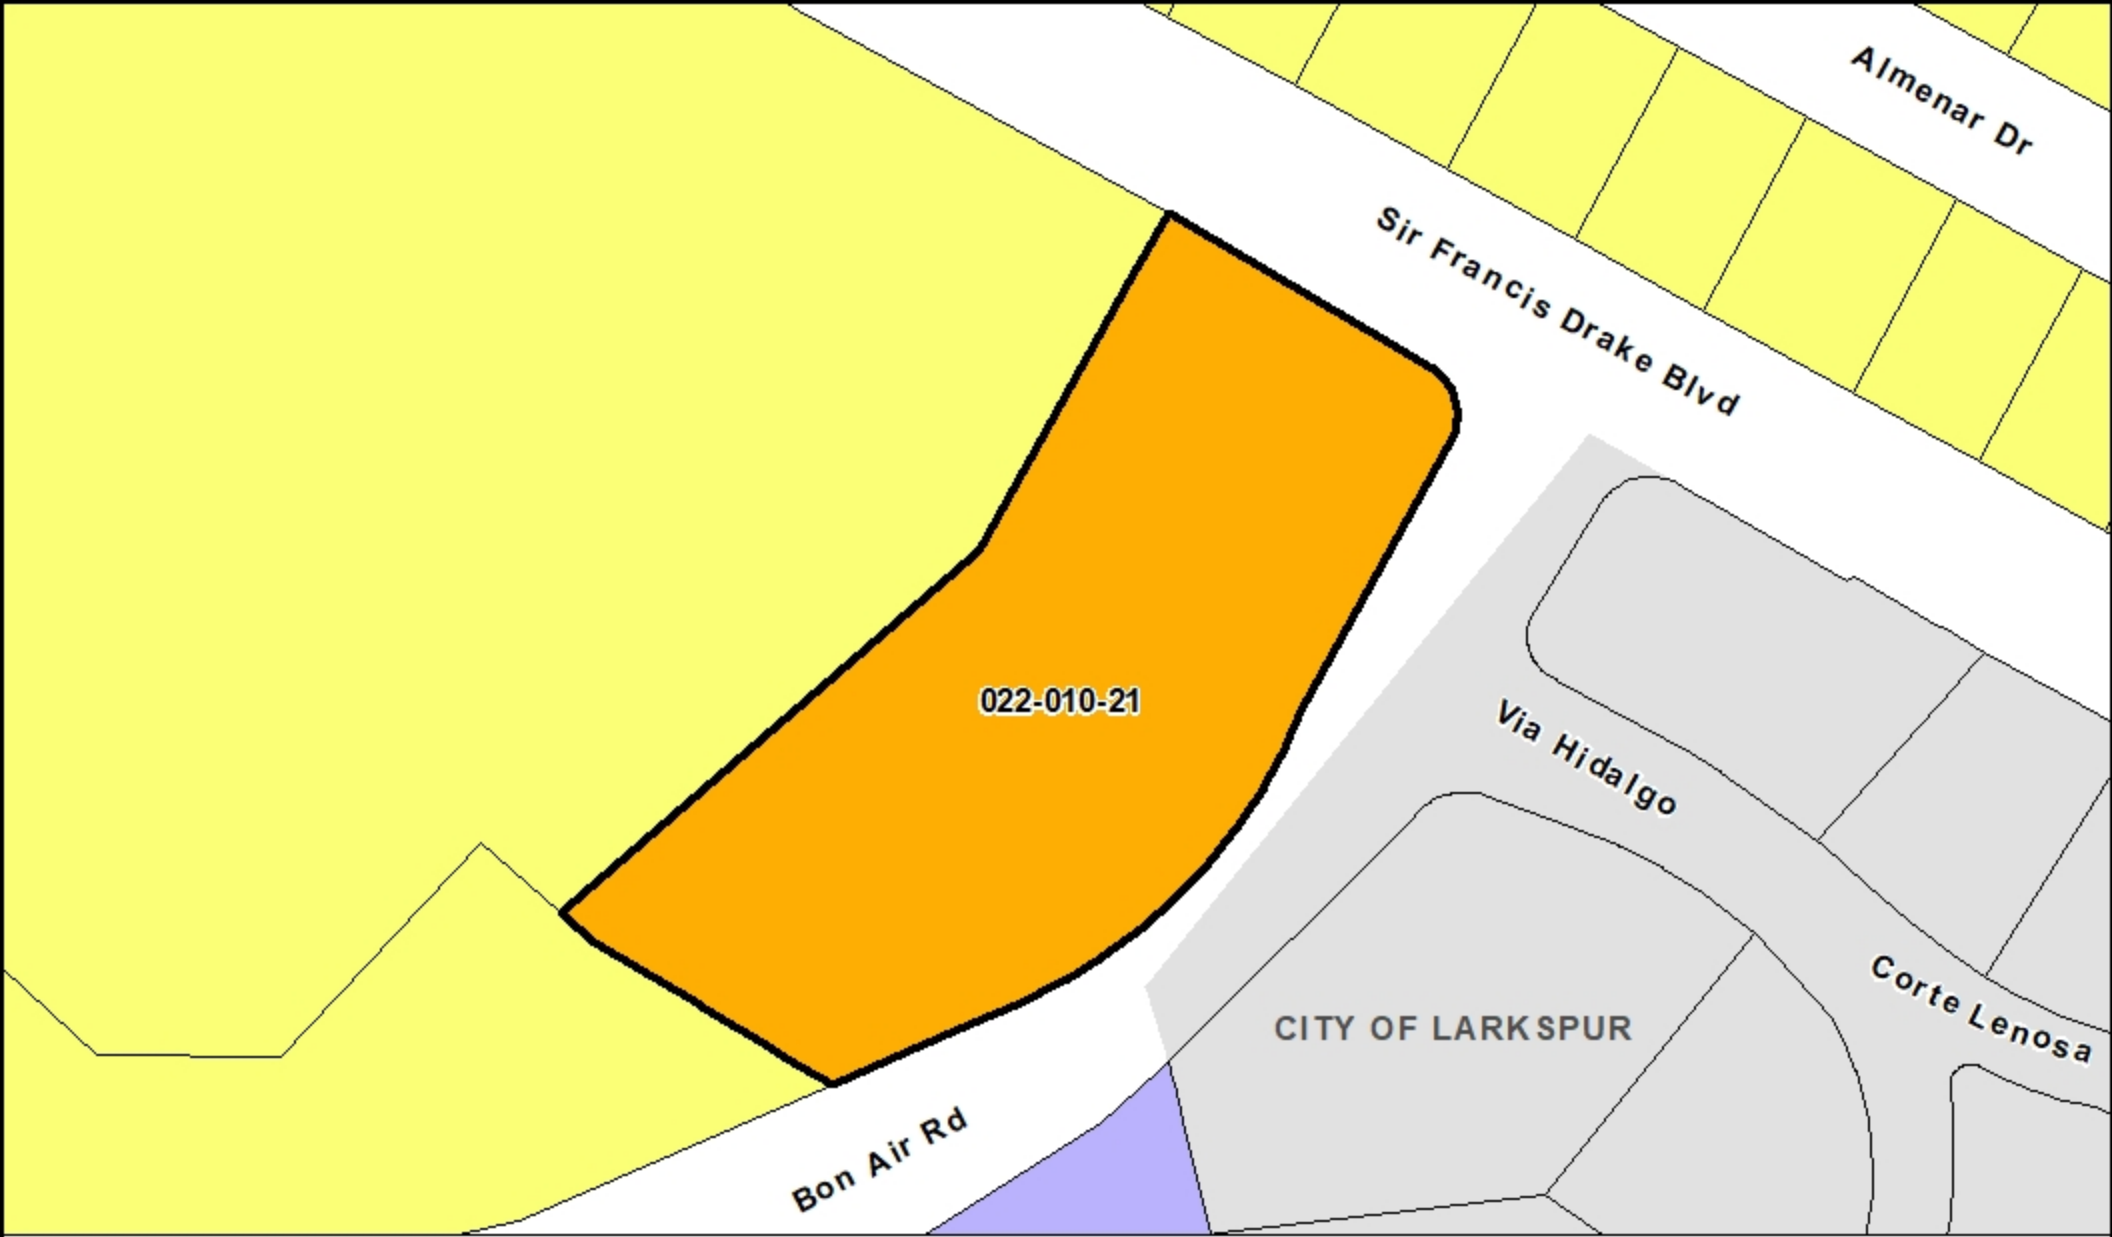 Almenar Dr
Sir Francis Drake Blvd
022-010-21
Via Hidalgo
Corte Lenosa
CITY OF LARKSPUR
Bon Air Rd